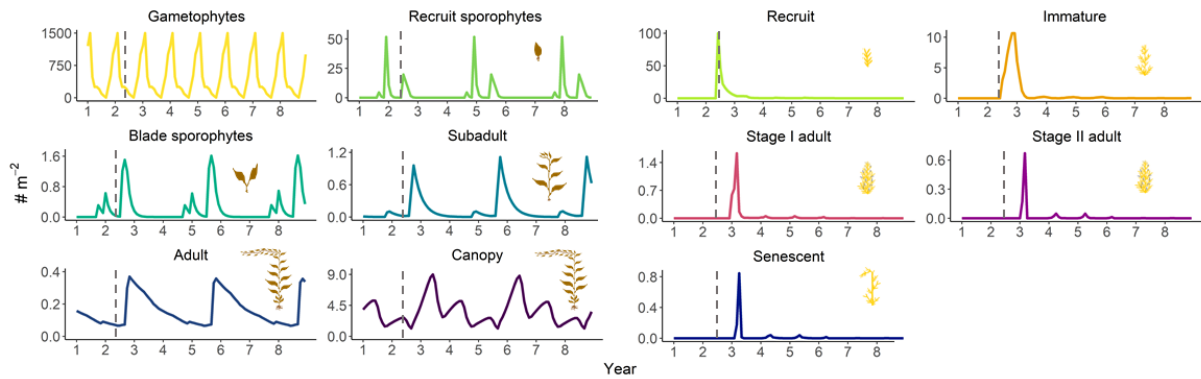 Gametophytes
1500
750
0
1 2 3 4 5 6 7 8
Recruit sporophytes
50
25
0
1 2 3 4 5 6 7 8
Recruit
100
50
0
1 2 3 4 5 6 7 8
Immature
10
5
0
1 2 3 4 5 6 7 8
Blade sporophytes
1.6
0.8
0.0
1 2 3 4 5 6 7 8
Subadult
1.2
0.6
0.0
1 2 3 4 5 6 7 8
Stage I adult
1.4
0.7
0.0
1 2 3 4 5 6 7 8
Stage II adult
0.6
0.3
0.0
1 2 3 4 5 6 7 8
# m⁻²
Adult
0.4
0.2
0.0
1 2 3 4 5 6 7 8
Canopy
9.0
4.5
0.0
1 2 3 4 5 6 7 8
Senescent
0.8
0.4
0.0
1 2 3 4 5 6 7 8
Year